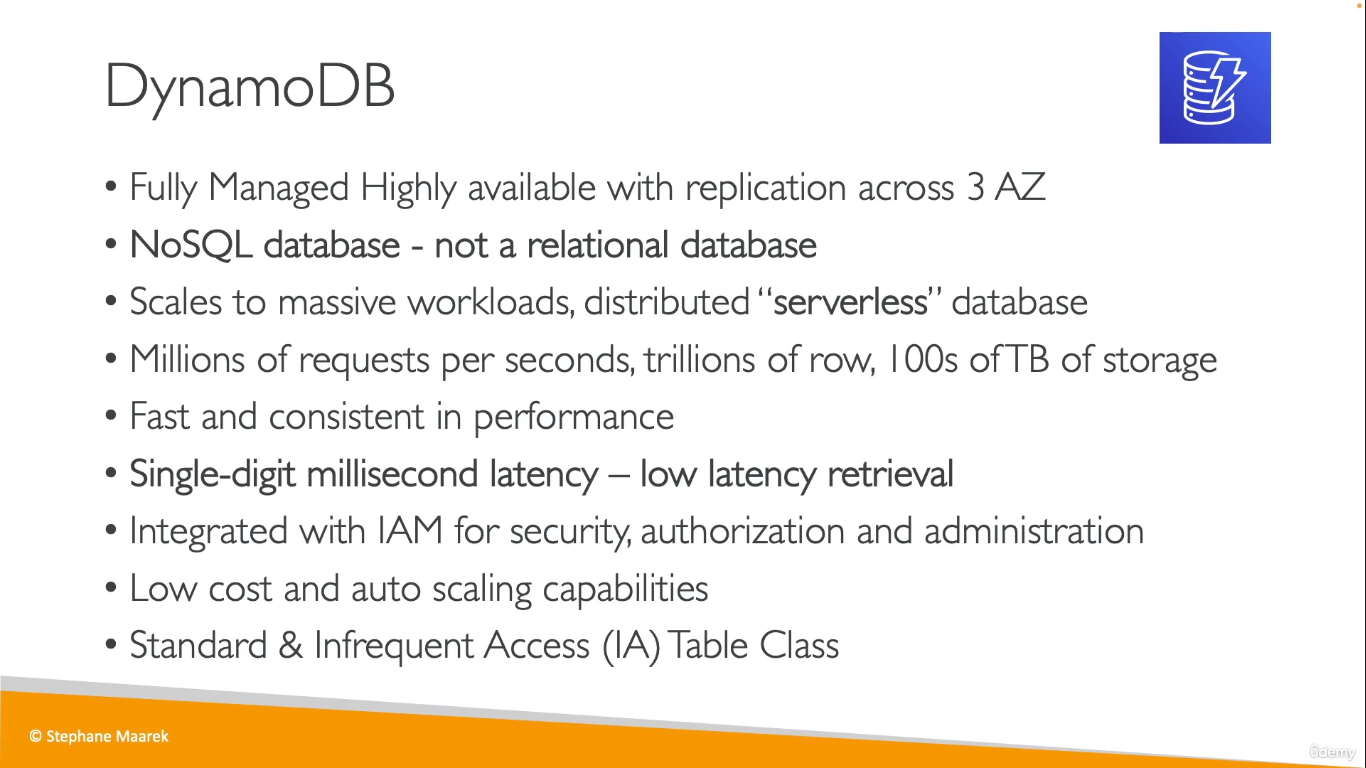 DynamoDB
• Fully Managed Highly available with replication across 3 AZ
• NoSQL database - not a relational database
• Scales to massive workloads, distributed “serverless” database
• Millions of requests per seconds, trillions of row, 100s of TB of storage
• Fast and consistent in performance
• Single-digit millisecond latency – low latency retrieval
• Integrated with IAM for security, authorization and administration
• Low cost and auto scaling capabilities
• Standard & Infrequent Access (IA) Table Class
© Stephane Maarek
ûdemy